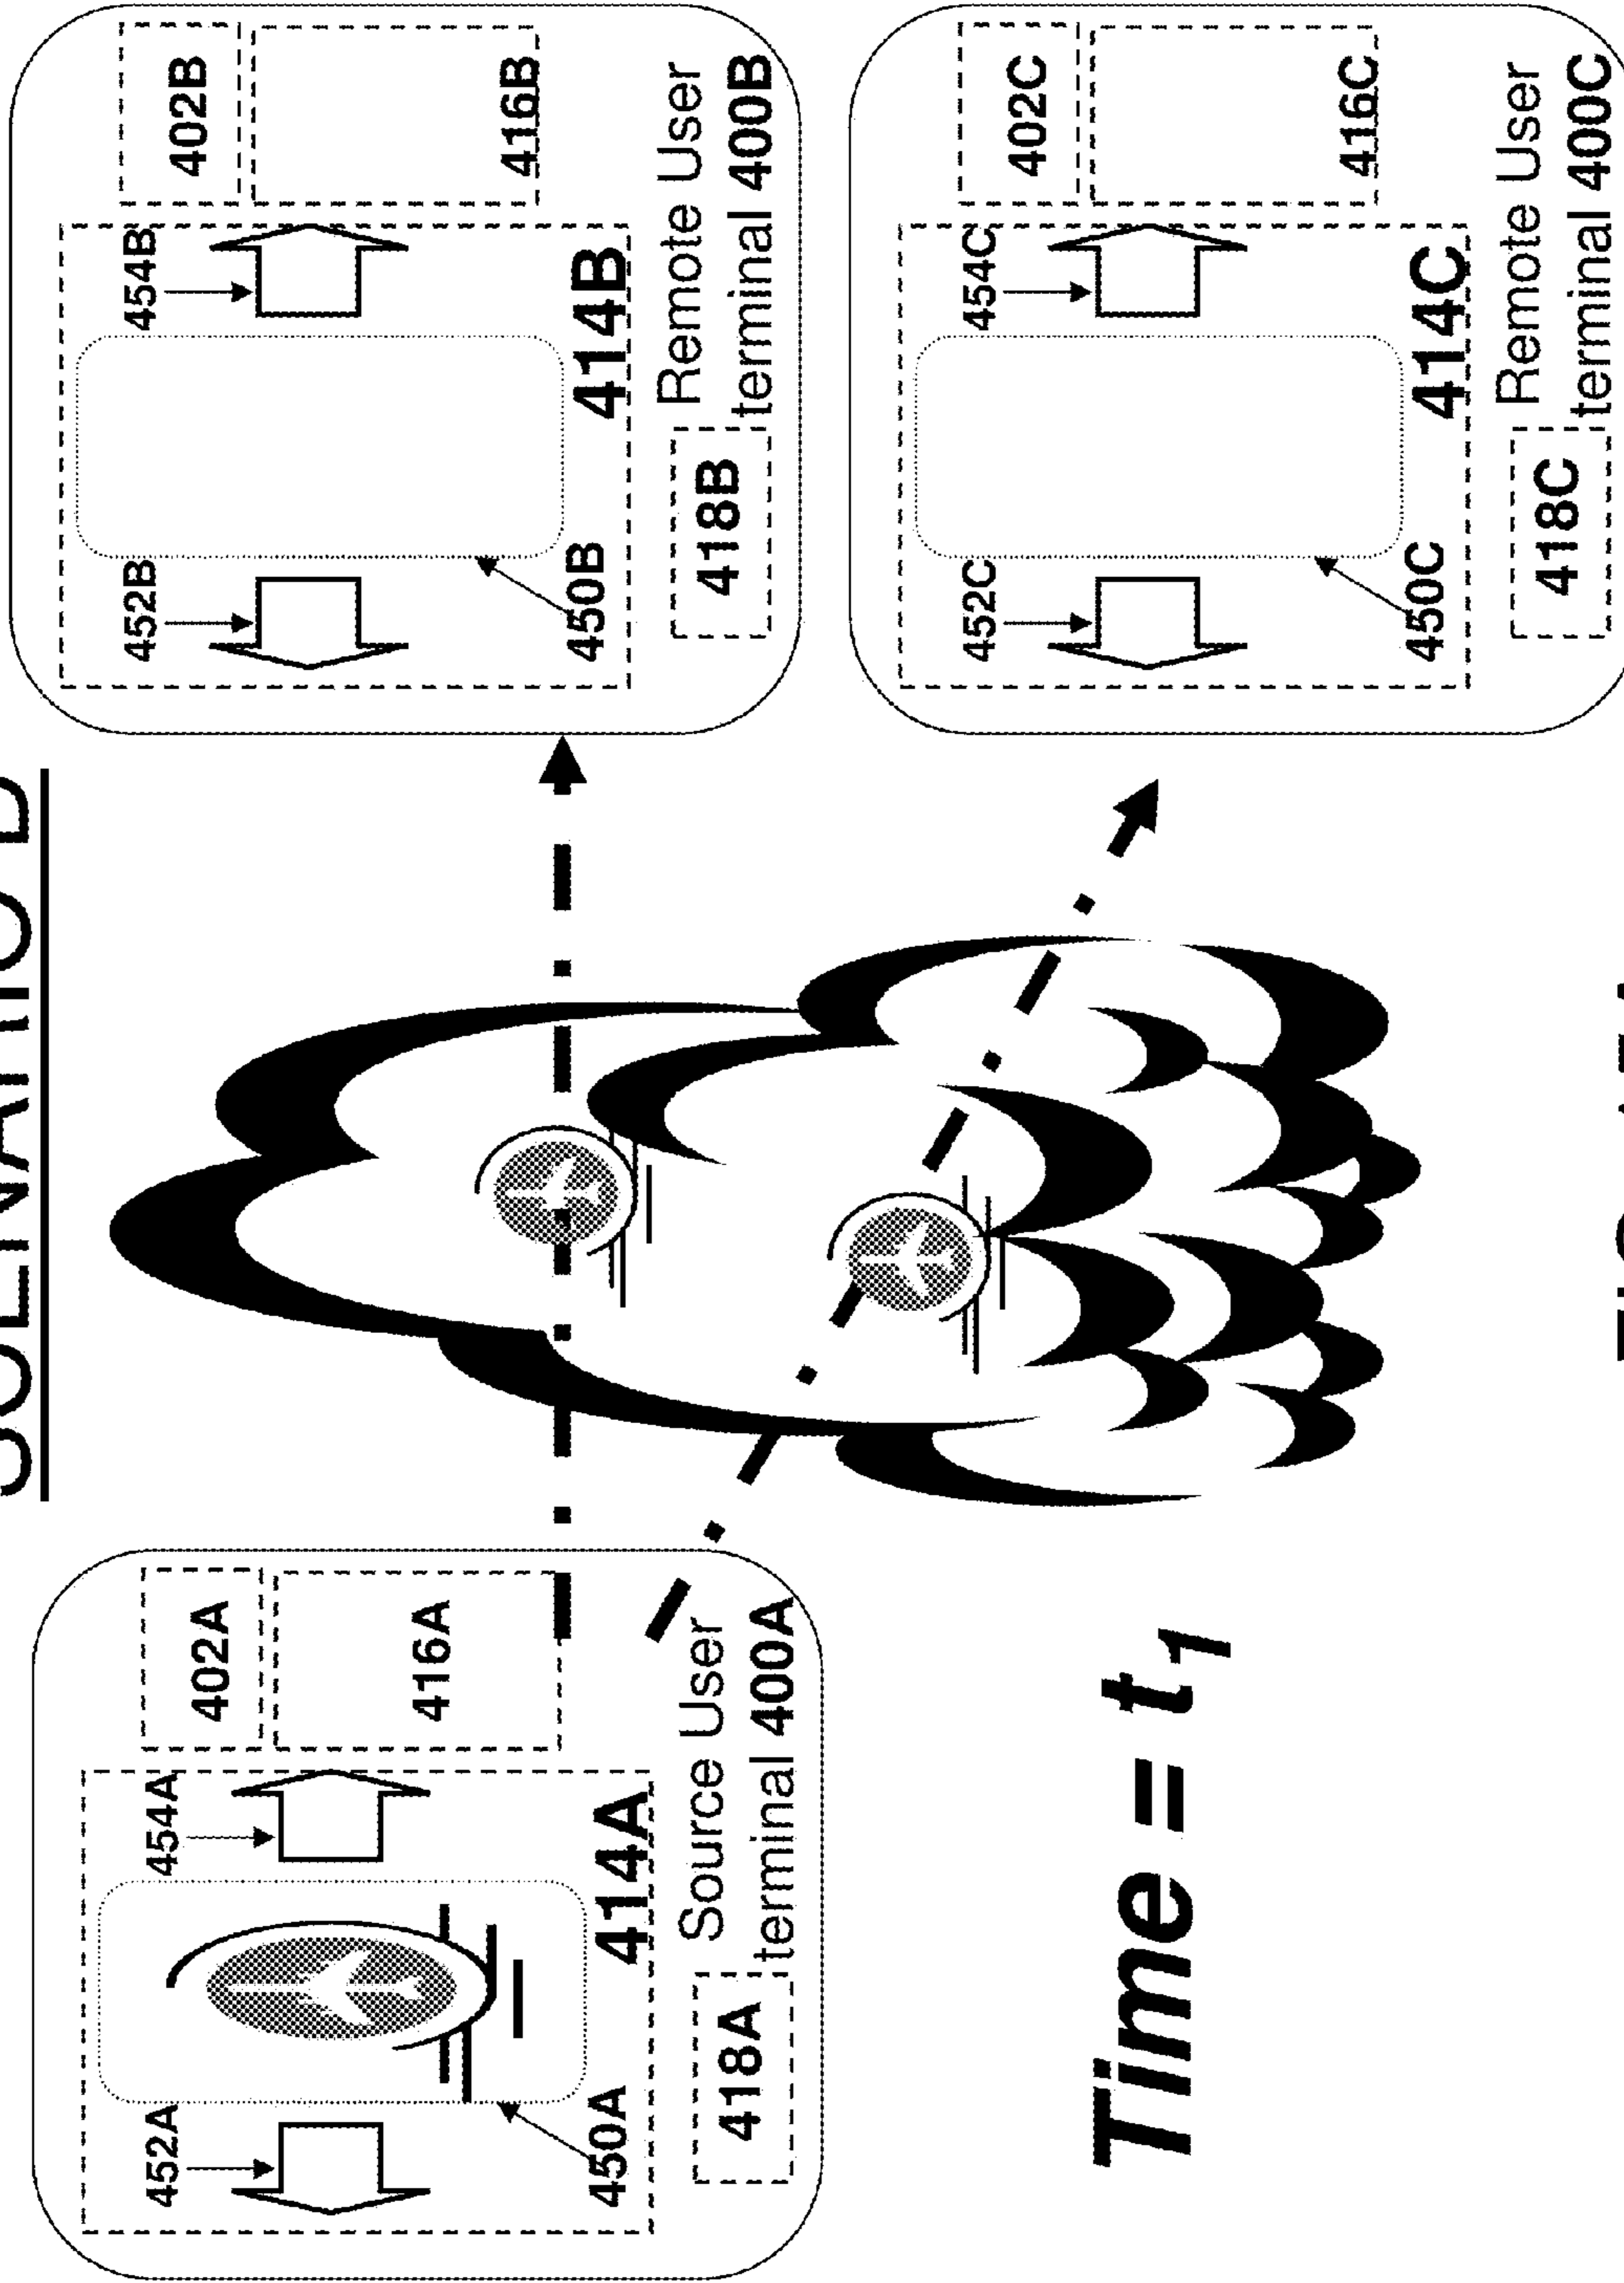 SCENARIO
452A
454A
402A
416A
450A
414A
418A
Source User
terminal 400A
452B
454B
402B
416B
450B
414B
418B
Remote User
terminal 400B
452C
454C
402C
416C
450C
414C
418C
Remote User
terminal 400C
Time = t1